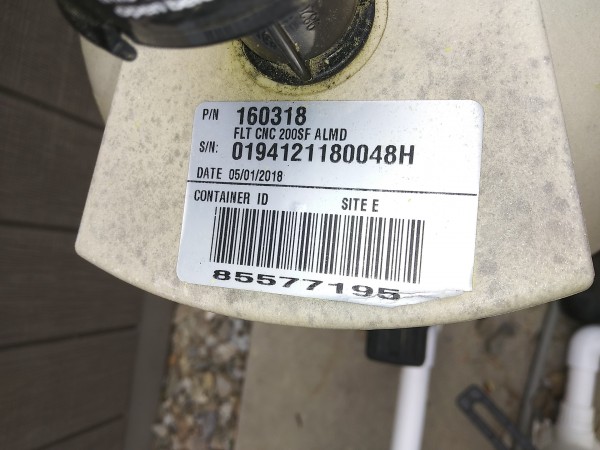 P/N 160318
FLT CNC 200SF ALMD
S/N: 0194121180048H
DATE 05/01/2018
CONTAINER ID SITE E
85577195